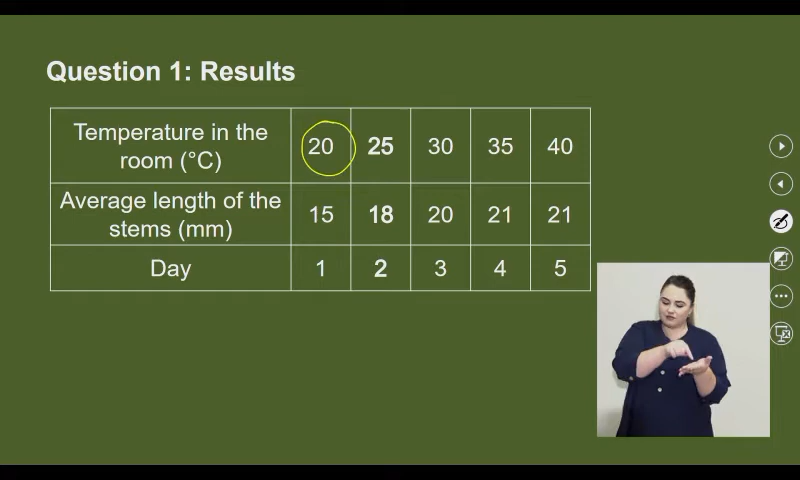 Question 1: Results
Temperature in the room (°C) 20 25 30 35 40
Average length of the stems (mm) 15 18 20 21 21
Day 1 2 3 4 5